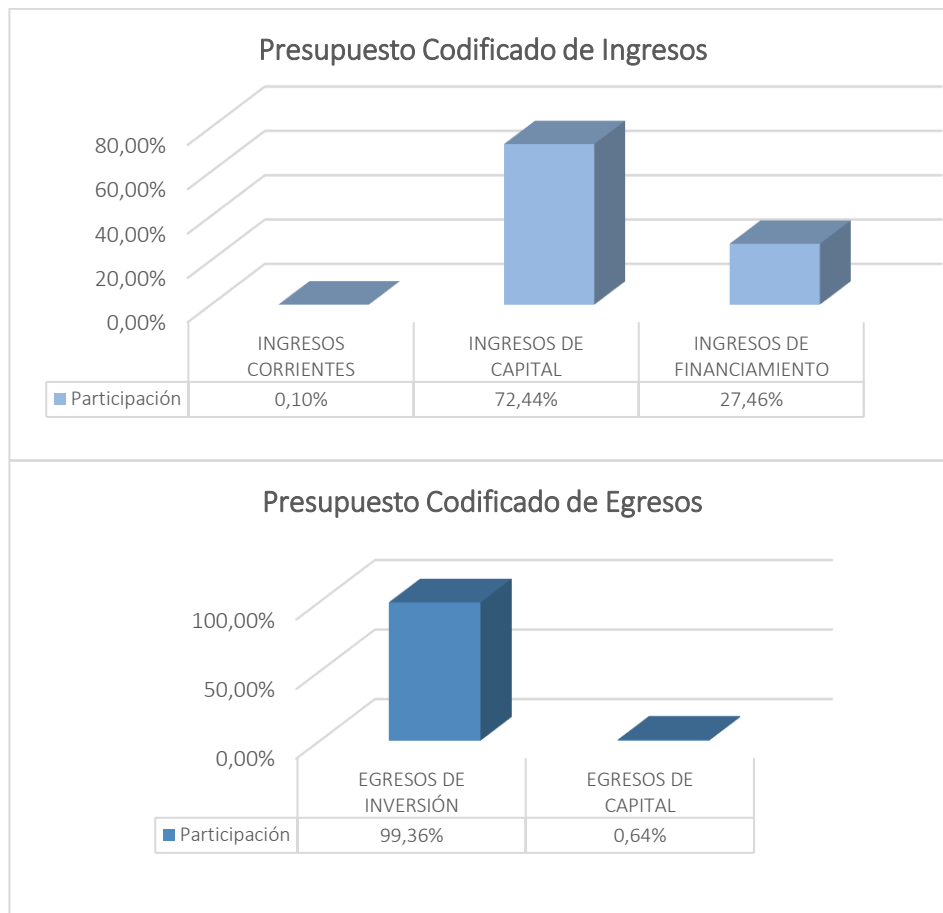 Presupuesto Codificado de Ingresos
80,00%
60,00%
40,00%
20,00%
0,00%
INGRESOS CORRIENTES
INGRESOS DE CAPITAL
INGRESOS DE FINANCIAMIENTO
Participación 0,10% 72,44% 27,46%
Presupuesto Codificado de Egresos
100,00%
50,00%
0,00%
EGRESOS DE INVERSIÓN
EGRESOS DE CAPITAL
Participación 99,36% 0,64%